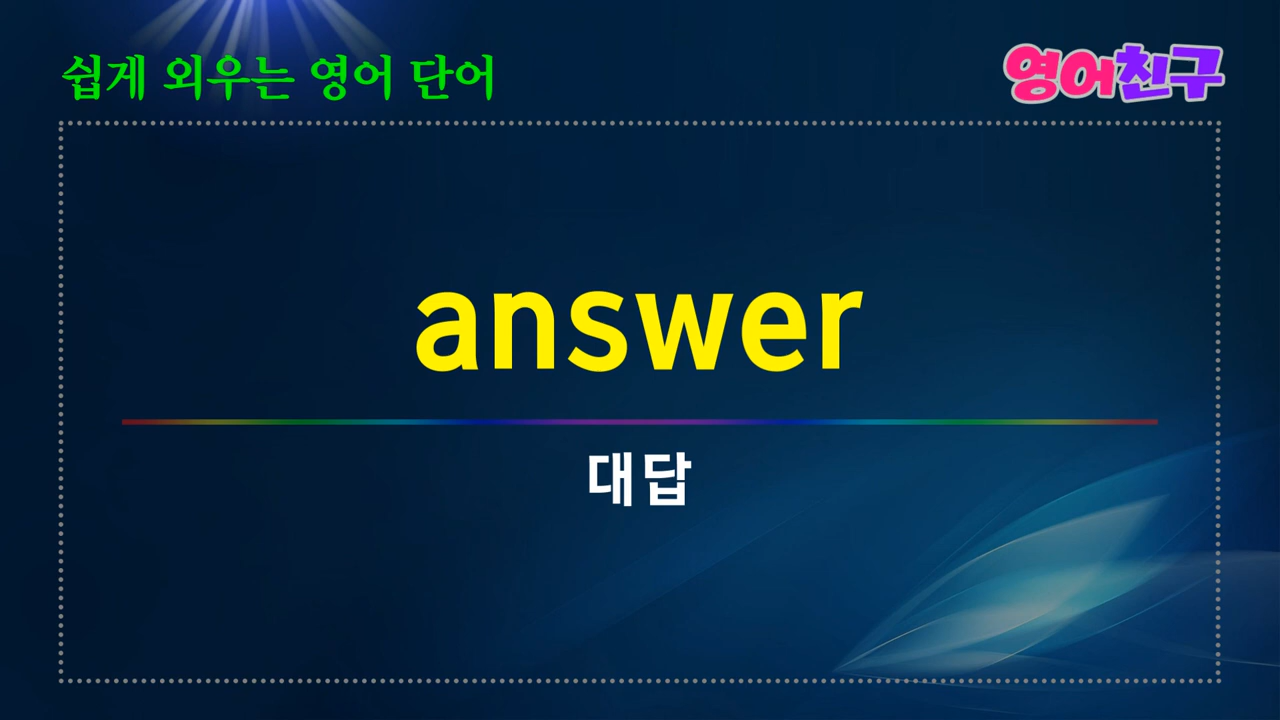 쉽게 외우는 영어 단어
영어친구
answer
대답